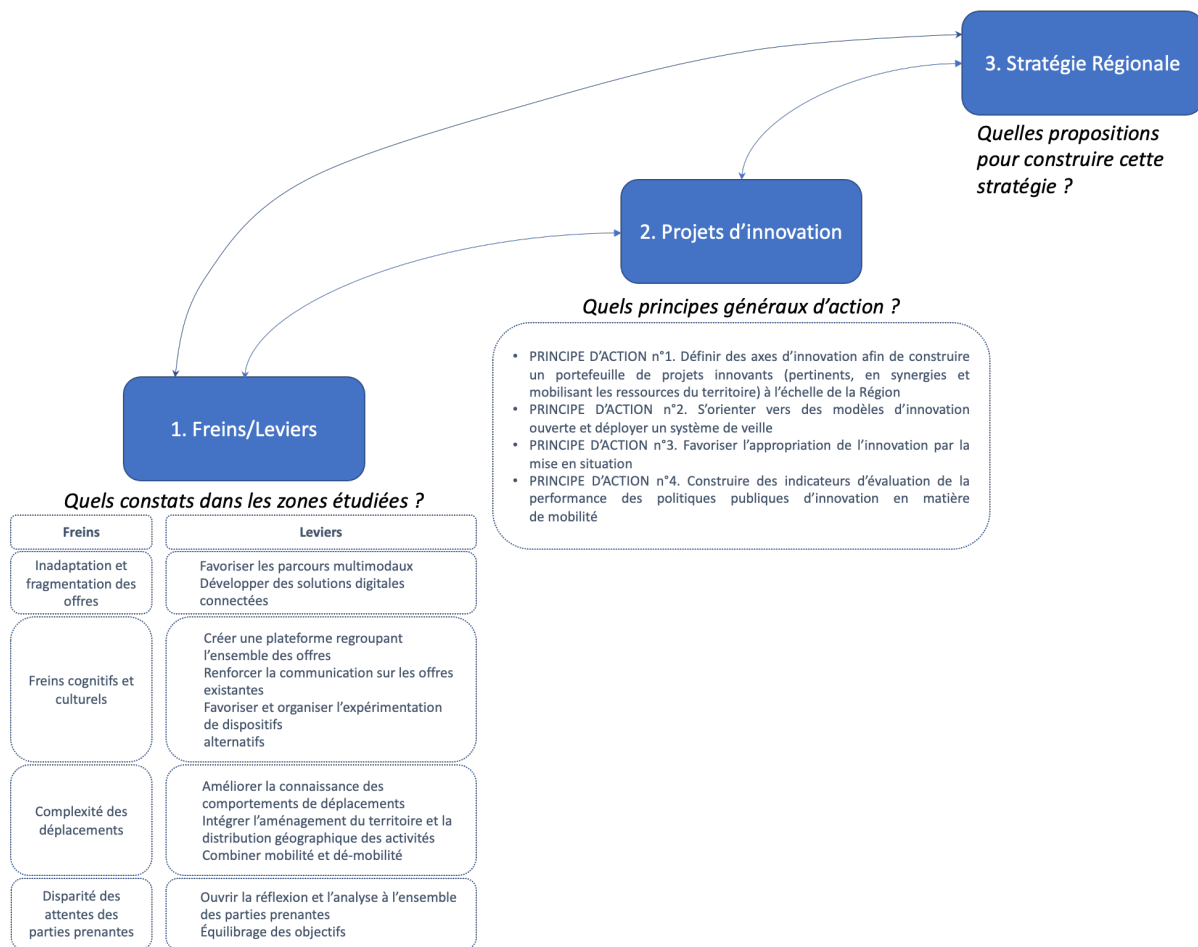 3. Stratégie Régionale
Quelles propositions
pour construire cette
stratégie ?
2. Projets d’innovation
Quels principes généraux d’action ?
• PRINCIPE D’ACTION n°1. Définir des axes d’innovation afin de construire
un portefeuille de projets innovants (pertinents, en synergies et
mobilisant les ressources du territoire) à l’échelle de la Région
• PRINCIPE D’ACTION n°2. S’orienter vers des modèles d’innovation
ouverte et déployer un système de veille
• PRINCIPE D’ACTION n°3. Favoriser l’appropriation de l’innovation par la
mise en situation
• PRINCIPE D’ACTION n°4. Construire des indicateurs d’évaluation de la
performance des politiques publiques d’innovation en matière
de mobilité
1. Freins/Leviers
Quels constats dans les zones étudiées ?
Freins
Leviers
Inadaptation et
fragmentation des
offres
Favoriser les parcours multimodaux
Développer des solutions digitales
connectées
Freins cognitifs et
culturels
Créer une plateforme regroupant
l’ensemble des offres
Renforcer la communication sur les offres
existantes
Favoriser et organiser l’expérimentation
de dispositifs
alternatifs
Complexité des
déplacements
Améliorer la connaissance des
comportements de déplacements
Intégrer l’aménagement du territoire et la
distribution géographique des activités
Combiner mobilité et dé-mobilité
Disparité des
attentes des
parties prenantes
Ouvrir la réflexion et l’analyse à l’ensemble
des parties prenantes
Équilibrage des objectifs